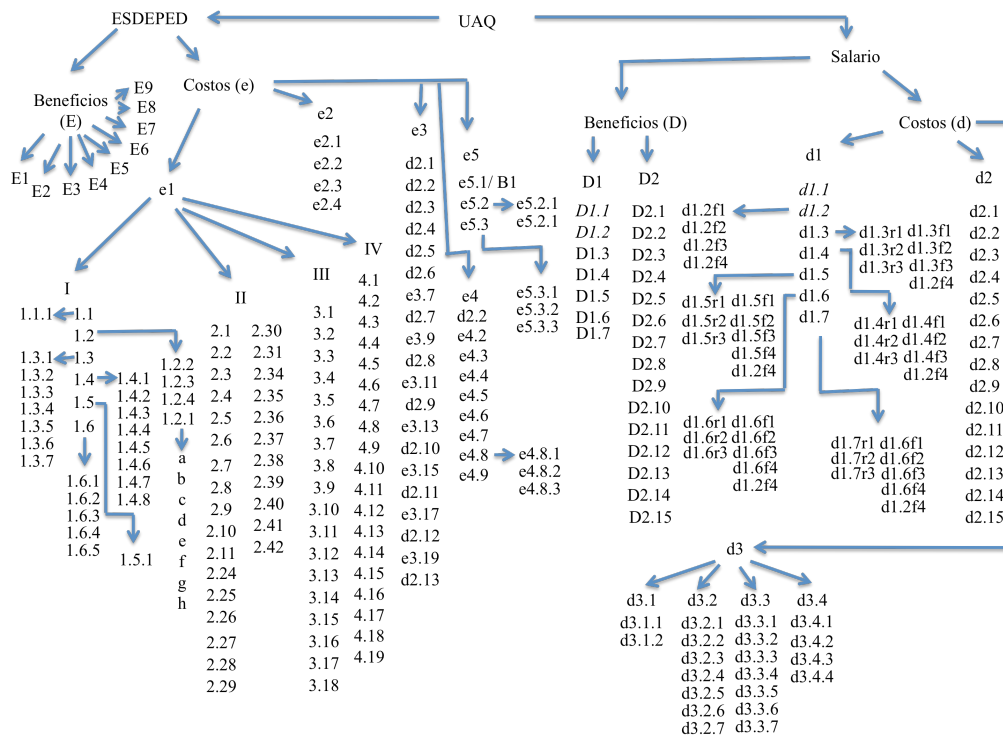 UAQ
ESDEPED
Beneficios
(E)
E1
E2
E3
E4
E5
E6
E7
E8
E9
Costos (e)
e1
I
1.1
1.1.1
1.2
1.2.2
1.2.3
1.2.4
1.2.1
a
b
c
d
e
f
g
h
1.3
1.3.1
1.3.2
1.3.3
1.3.4
1.3.5
1.3.6
1.3.7
1.4
1.4.1
1.4.2
1.4.3
1.4.4
1.4.5
1.4.6
1.4.7
1.4.8
1.5
1.5.1
1.6
1.6.1
1.6.2
1.6.3
1.6.4
1.6.5
II
2.1
2.2
2.3
2.4
2.5
2.6
2.7
2.8
2.9
2.10
2.11
2.24
2.25
2.26
2.27
2.28
2.29
2.30
2.31
2.34
2.35
2.36
2.37
2.38
2.39
2.40
2.41
2.42
III
3.1
3.2
3.3
3.4
3.5
3.6
3.7
3.8
3.9
3.10
3.11
3.12
3.13
3.14
3.15
3.16
3.17
3.18
IV
4.1
4.2
4.3
4.4
4.5
4.6
4.7
4.8
4.9
4.10
4.11
4.12
4.13
4.14
4.15
4.16
4.17
4.18
4.19
e2
e2.1
e2.2
e2.3
e2.4
e3
d2.1
d2.2
d2.3
d2.4
d2.5
d2.6
e3.7
d2.7
e3.9
d2.8
e3.11
d2.9
e3.13
d2.10
e3.15
d2.11
e3.17
d2.12
e3.19
d2.13
e5
e5.1/ B1
e5.2
e5.3
e5.2.1
e5.2.1
e5.3.1
e5.3.2
e5.3.3
e4
d2.2
e4.2
e4.3
e4.4
e4.5
e4.6
e4.7
e4.8
e4.9
e4.8.1
e4.8.2
e4.8.3
Salario
Beneficios (D)
D1
D1.1
D1.2
D1.3
D1.4
D1.5
D1.6
D1.7
D2
D2.1
D2.2
D2.3
D2.4
D2.5
D2.6
D2.7
D2.8
D2.9
D2.10
D2.11
D2.12
D2.13
D2.14
D2.15
Costos (d)
d1
d1.1
d1.2
d1.3
d1.4
d1.5
d1.6
d1.7
d1.2f1
d1.2f2
d1.2f3
d1.2f4
d1.3r1
d1.3r2
d1.3r3
d1.3f1
d1.3f2
d1.3f3
d1.2f4
d1.4r1
d1.4r2
d1.4r3
d1.4f1
d1.4f2
d1.4f3
d1.2f4
d1.5r1
d1.5r2
d1.5r3
d1.5f1
d1.5f2
d1.5f3
d1.5f4
d1.2f4
d1.6r1
d1.6r2
d1.6r3
d1.6f1
d1.6f2
d1.6f3
d1.6f4
d1.2f4
d1.7r1
d1.7r2
d1.7r3
d1.6f1
d1.6f2
d1.6f3
d1.6f4
d1.2f4
d2
d2.1
d2.2
d2.3
d2.4
d2.5
d2.6
d2.7
d2.8
d2.9
d2.10
d2.11
d2.12
d2.13
d2.14
d2.15
d3
d3.1
d3.1.1
d3.1.2
d3.2
d3.2.1
d3.2.2
d3.2.3
d3.2.4
d3.2.5
d3.2.6
d3.2.7
d3.3
d3.3.1
d3.3.2
d3.3.3
d3.3.4
d3.3.5
d3.3.6
d3.3.7
d3.4
d3.4.1
d3.4.2
d3.4.3
d3.4.4